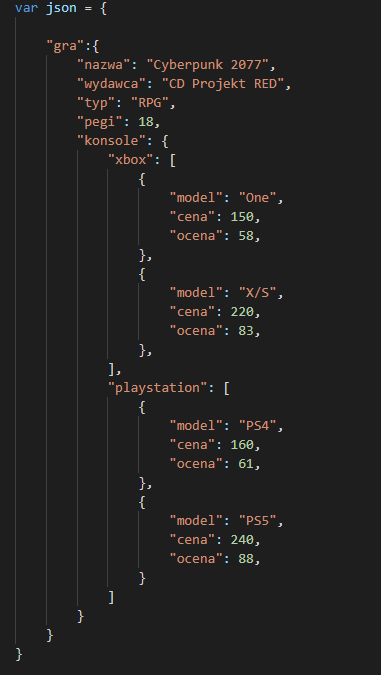 var json = {
"gra":{
"nazwa": "Cyberpunk 2077",
"wydawca": "CD Projekt RED",
"typ": "RPG",
"pegi": 18,
"konsole": {
"xbox": [
{
"model": "One",
"cena": 150,
"ocena": 58,
},
{
"model": "X/S",
"cena": 220,
"ocena": 83,
},
],
"playstation": [
{
"model": "PS4",
"cena": 160,
"ocena": 61,
},
{
"model": "PS5",
"cena": 240,
"ocena": 88,
}
]
}
}
}